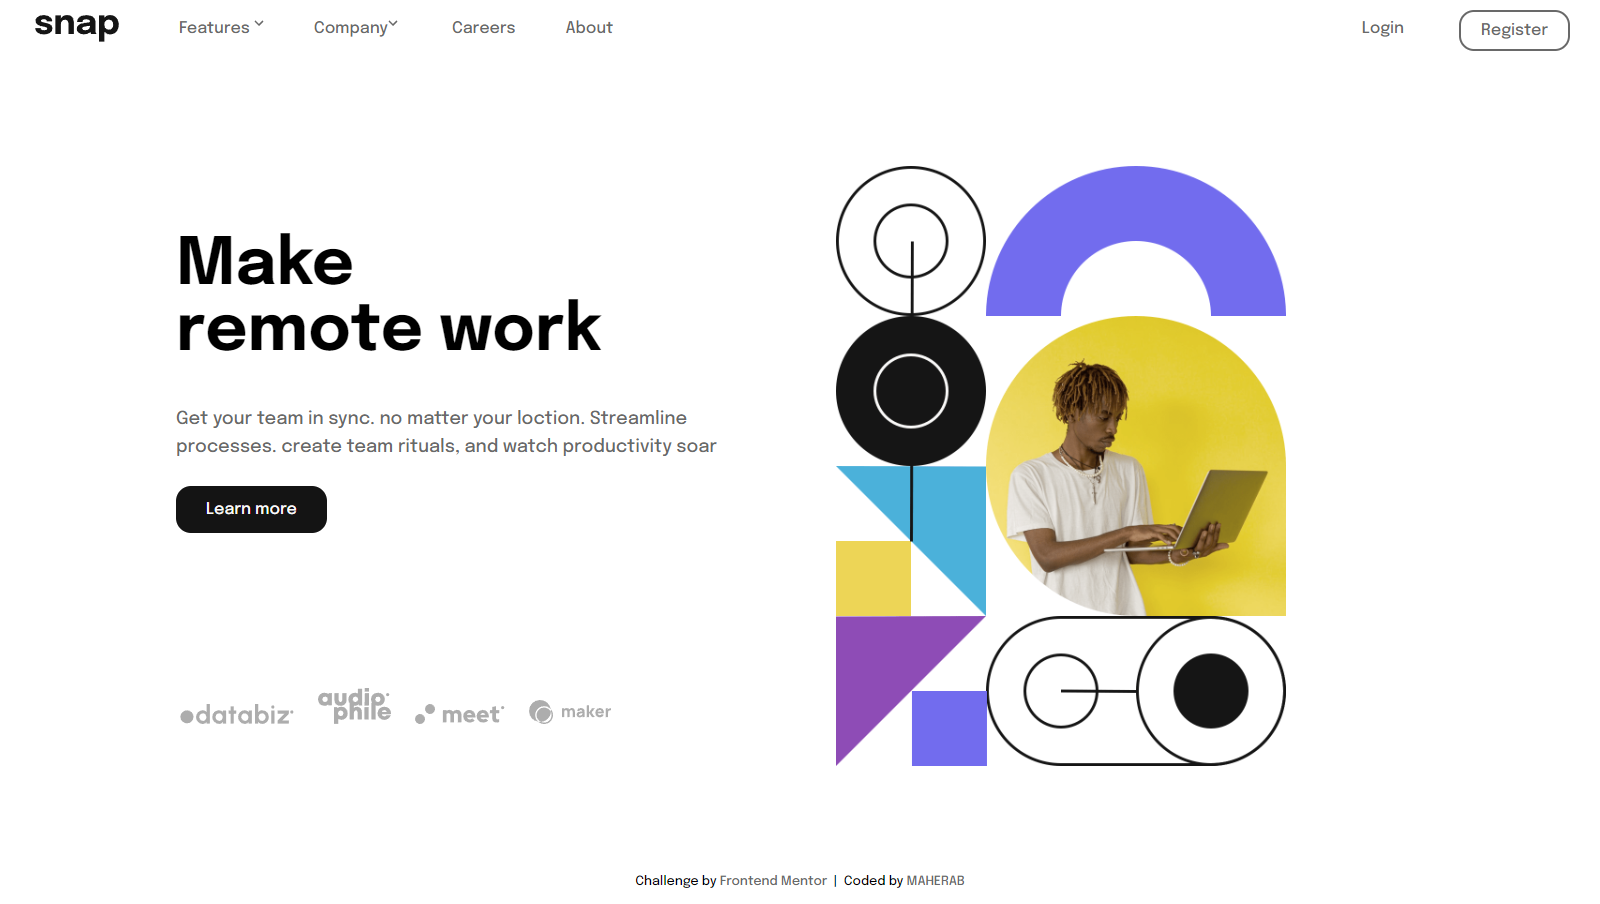 snap
Features
Company
Careers
About
Login
Register
Make
remote work
Get your team in sync. no matter your loction. Streamline
processes. create team rituals, and watch productivity soar
Learn more
databiz
audio
phile
meet
maker
Challenge by Frontend Mentor | Coded by MAHERAB